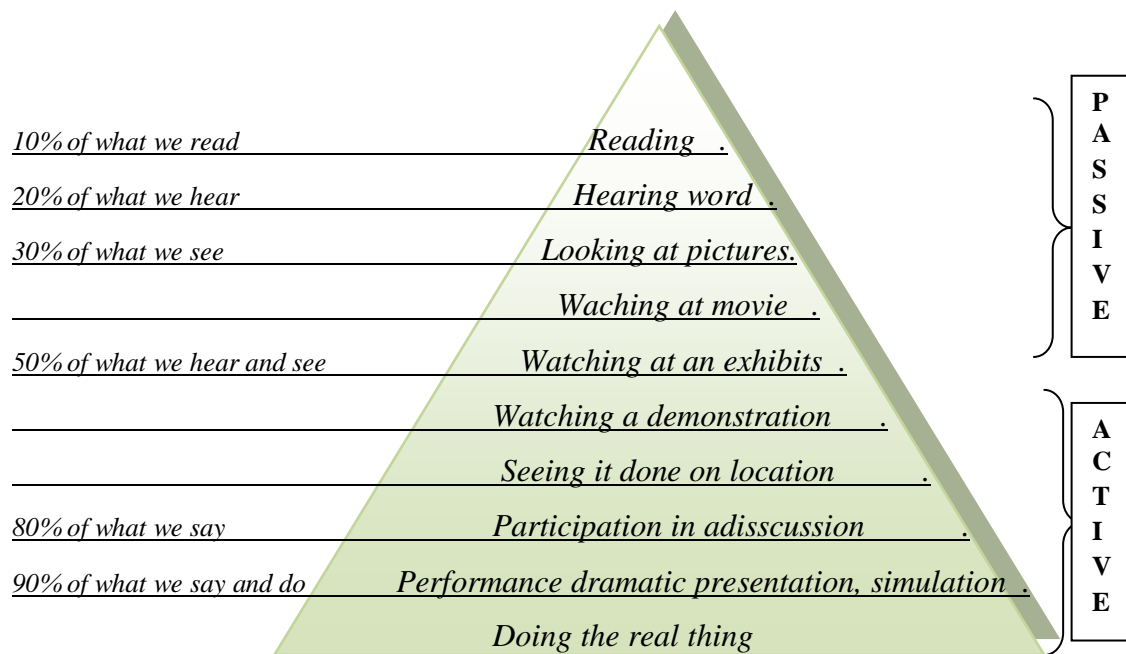 10% of what we read Reading .
20% of what we hear Hearing word .
30% of what we see Looking at pictures.
Waching at movie .
50% of what we hear and see Watching at an exhibits .
Watching a demonstration .
Seeing it done on location .
80% of what we say Participation in adisscussion .
90% of what we say and do Performance dramatic presentation, simulation .
Doing the real thing
P
A
S
S
I
V
E
A
C
T
I
V
E